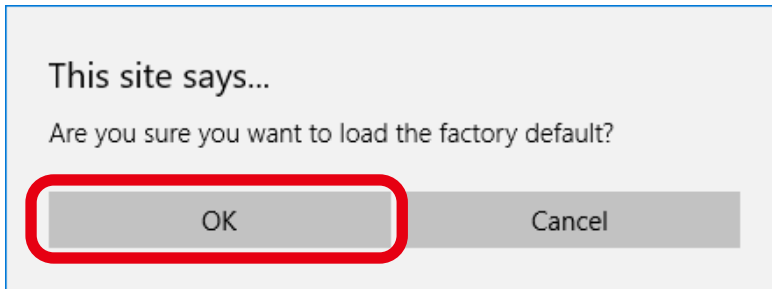 This site says...
Are you sure you want to load the factory default?
OK
Cancel